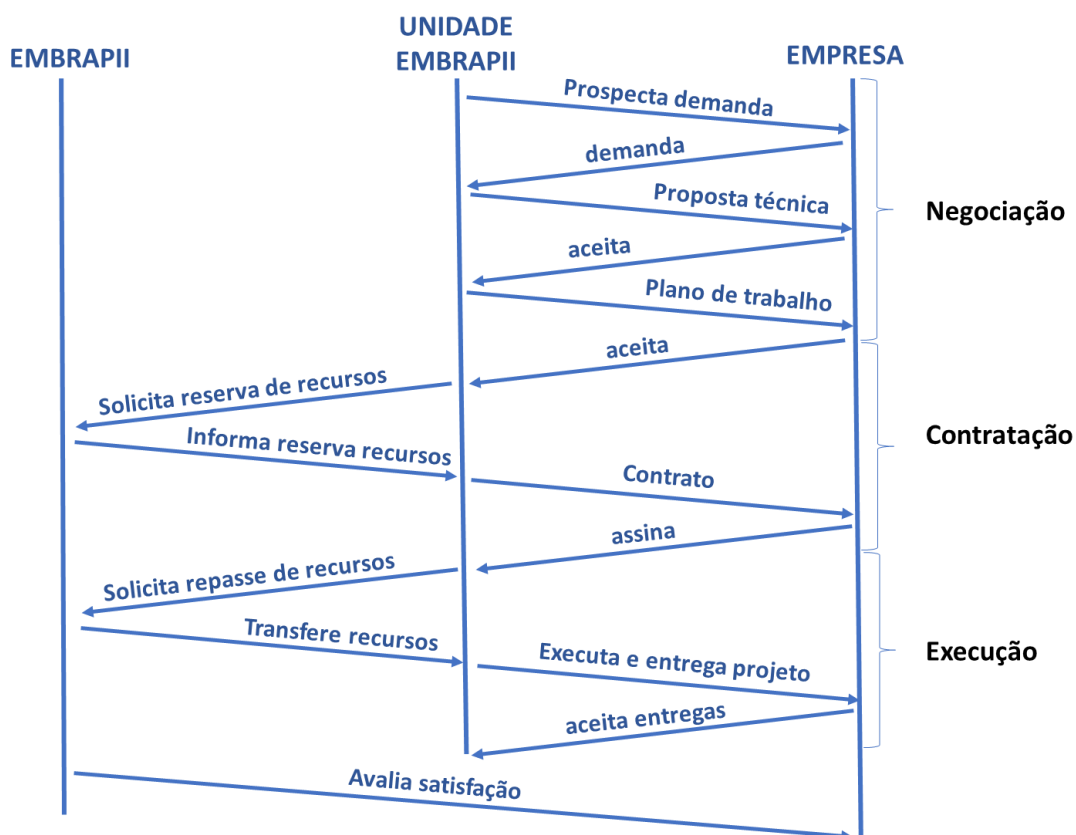 EMBRAPII
UNIDADE
EMBRAPII
EMPRESA
Prospecta demanda
demanda
Proposta técnica
Negociação
aceita
Plano de trabalho
aceita
Solicita reserva de recursos
Informa reserva recursos
Contratação
Contrato
assina
Solicita repasse de recursos
Transfere recursos
Executa e entrega projeto
Execução
aceita entregas
Avalia satisfação